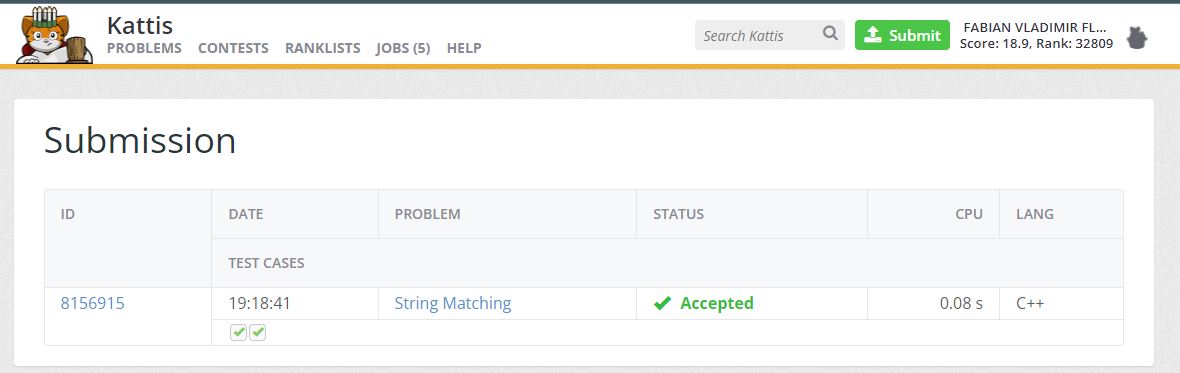 Kattis
PROBLEMS CONTESTS RANKLISTS JOBS (5) HELP
Search Kattis
Submit
FABIAN VLADIMIR FL...
Score: 18.9, Rank: 32809
Submission
ID DATE PROBLEM STATUS CPU LANG
TEST CASES
8156915 19:18:41 String Matching Accepted 0.08 s C++